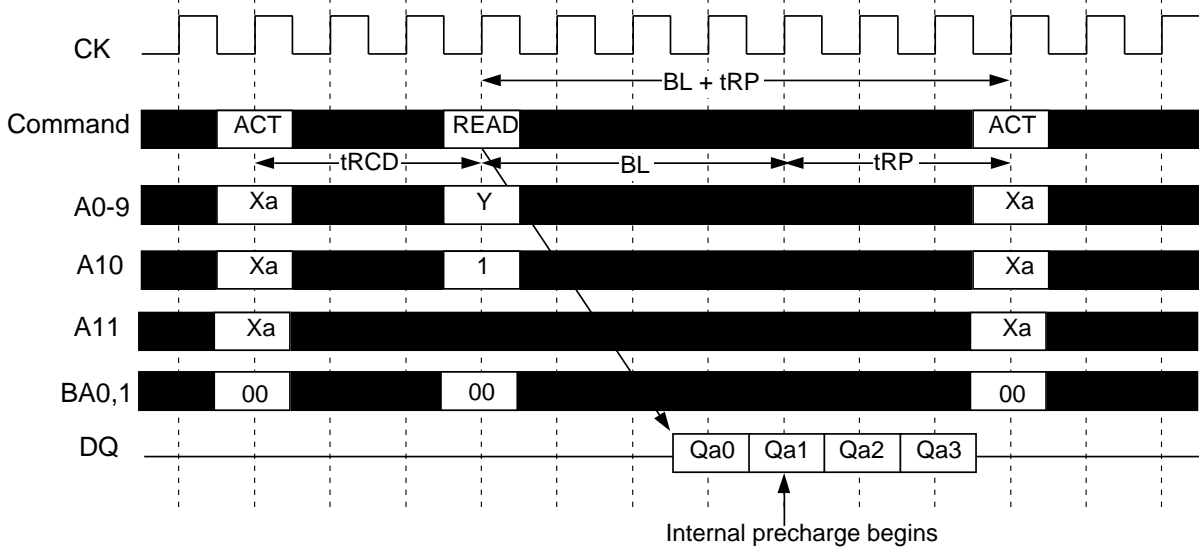 CK
BL + tRP
Command ACT READ ACT
tRCD BL tRP
A0-9 Xa Y Xa
A10 Xa 1 Xa
A11 Xa Xa
BA0,1 00 00 00
DQ Qa0 Qa1 Qa2 Qa3
Internal precharge begins